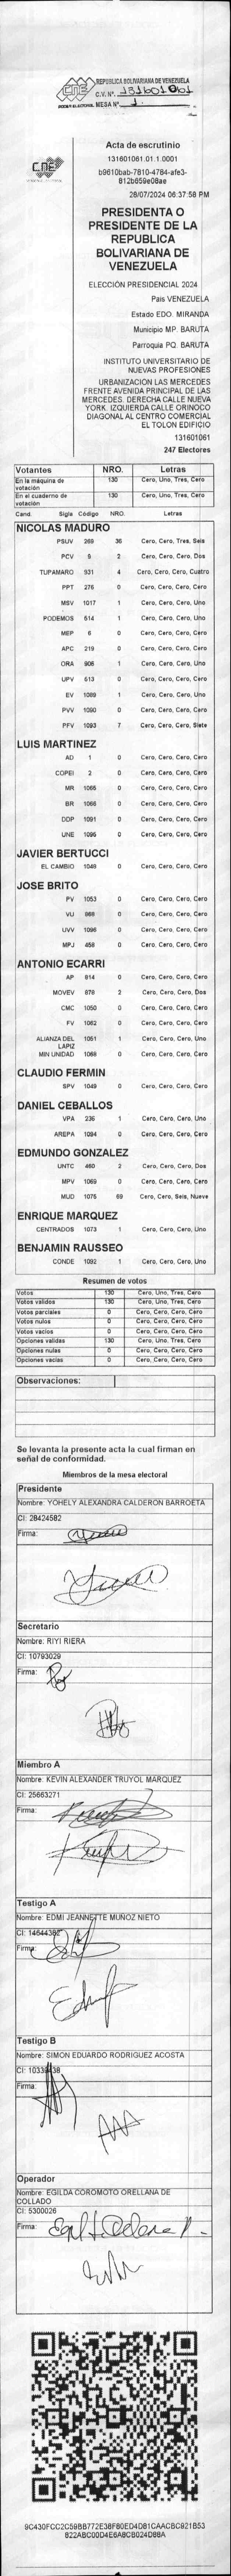 REPUBLICA BOLIVARIANA DE VENEZUELA
CNE
PODER ELECTORAL
C.V. N°. 131601061
MESA N° 1.
CNE
Acta de escrutinio
131601061.01.1.0001
b9610bab-7810-4784-afe3-
812b659e08ae
28/07/2024 06:37:58 PM
PRESIDENTA O
PRESIDENTE DE LA
REPUBLICA
BOLIVARIANA DE
VENEZUELA
ELECCIÓN PRESIDENCIAL 2024
Pais VENEZUELA
Estado EDO. MIRANDA
Municipio MP. BARUTA
Parroquia PQ. BARUTA
INSTITUTO UNIVERSITARIO DE
NUEVAS PROFESIONES
URBANIZACION LAS MERCEDES
FRENTE AVENIDA PRINCIPAL DE LAS
MERCEDES. DERECHA CALLE NUEVA
YORK. IZQUIERDA CALLE ORINOCO
DIAGONAL AL CENTRO COMERCIAL
EL TOLON EDIFICIO
131601061
247 Electores
Votantes NRO. Letras
En la máquina de votación 130 Cero, Uno, Tres, Cero
En el cuaderno de votación 130 Cero, Uno, Tres, Cero
Cand. Sigla Código NRO. Letras
NICOLAS MADURO
PSUV 269 36 Cero, Cero, Tres, Seis
PCV 9 2 Cero, Cero, Cero, Dos
TUPAMARO 931 4 Cero, Cero, Cero, Cuatro
PPT 276 0 Cero, Cero, Cero, Cero
MSV 1017 1 Cero, Cero, Cero, Uno
PODEMOS 514 1 Cero, Cero, Cero, Uno
MEP 6 0 Cero, Cero, Cero, Cero
APC 219 0 Cero, Cero, Cero, Cero
ORA 906 1 Cero, Cero, Cero, Uno
UPV 613 0 Cero, Cero, Cero, Cero
EV 1089 1 Cero, Cero, Cero, Uno
PVV 1090 0 Cero, Cero, Cero, Cero
PFV 1093 7 Cero, Cero, Cero, Siete
LUIS MARTINEZ
AD 1 0 Cero, Cero, Cero, Cero
COPEI 2 0 Cero, Cero, Cero, Cero
MR 1065 0 Cero, Cero, Cero, Cero
BR 1066 0 Cero, Cero, Cero, Cero
DDP 1091 0 Cero, Cero, Cero, Cero
UNE 1095 0 Cero, Cero, Cero, Cero
JAVIER BERTUCCI
EL CAMBIO 1048 0 Cero, Cero, Cero, Cero
JOSE BRITO
PV 1053 0 Cero, Cero, Cero, Cero
VU 868 0 Cero, Cero, Cero, Cero
UVV 1096 0 Cero, Cero, Cero, Cero
MPJ 458 0 Cero, Cero, Cero, Cero
ANTONIO ECARRI
AP 914 0 Cero, Cero, Cero, Cero
MOVEV 878 2 Cero, Cero, Cero, Dos
CMC 1050 0 Cero, Cero, Cero, Cero
FV 1062 0 Cero, Cero, Cero, Cero
ALIANZA DEL LAPIZ 1051 1 Cero, Cero, Cero, Uno
MIN UNIDAD 1068 0 Cero, Cero, Cero, Cero
CLAUDIO FERMIN
SPV 1049 0 Cero, Cero, Cero, Cero
DANIEL CEBALLOS
VPA 236 1 Cero, Cero, Cero, Uno
AREPA 1094 0 Cero, Cero, Cero, Cero
EDMUNDO GONZALEZ
UNTC 460 2 Cero, Cero, Cero, Dos
MPV 1069 0 Cero, Cero, Cero, Cero
MUD 1075 69 Cero, Cero, Seis, Nueve
ENRIQUE MARQUEZ
CENTRADOS 1073 1 Cero, Cero, Cero, Uno
BENJAMIN RAUSSEO
CONDE 1092 1 Cero, Cero, Cero, Uno
Resumen de votos
Votos 130 Cero, Uno, Tres, Cero
Votos validos 130 Cero, Uno, Tres, Cero
Votos parciales 0 Cero, Cero, Cero, Cero
Votos nulos 0 Cero, Cero, Cero, Cero
Votos vacios 0 Cero, Cero, Cero, Cero
Opciones validas 130 Cero, Uno, Tres, Cero
Opciones nulas 0 Cero, Cero, Cero, Cero
Opciones vacias 0 Cero, Cero, Cero, Cero
Observaciones:
Se levanta la presente acta la cual firman en
señal de conformidad.
Miembros de la mesa electoral
Presidente
Nombre: YOHELY ALEXANDRA CALDERON BARROETA
CI: 28424582
Firma:
Secretario
Nombre: RIYI RIERA
CI: 10793029
Firma:
Miembro A
Nombre: KEVIN ALEXANDER TRUYOL MARQUEZ
CI: 25663271
Firma:
Testigo A
Nombre: EDMI JEANNETTE MUÑOZ NIETO
CI:
Firma:
Testigo B
Nombre: SIMON EDUARDO RODRIGUEZ ACOSTA
CI:
Firma:
Operador
Nombre: EGILDA COROMOTO ORELLANA DE
COLLADO
CI: 5300026
Firma:
9C430FCC2C59BB772E38F60ED4D81CAACBC921B53
822ABC00D4E6A8CB024D88A